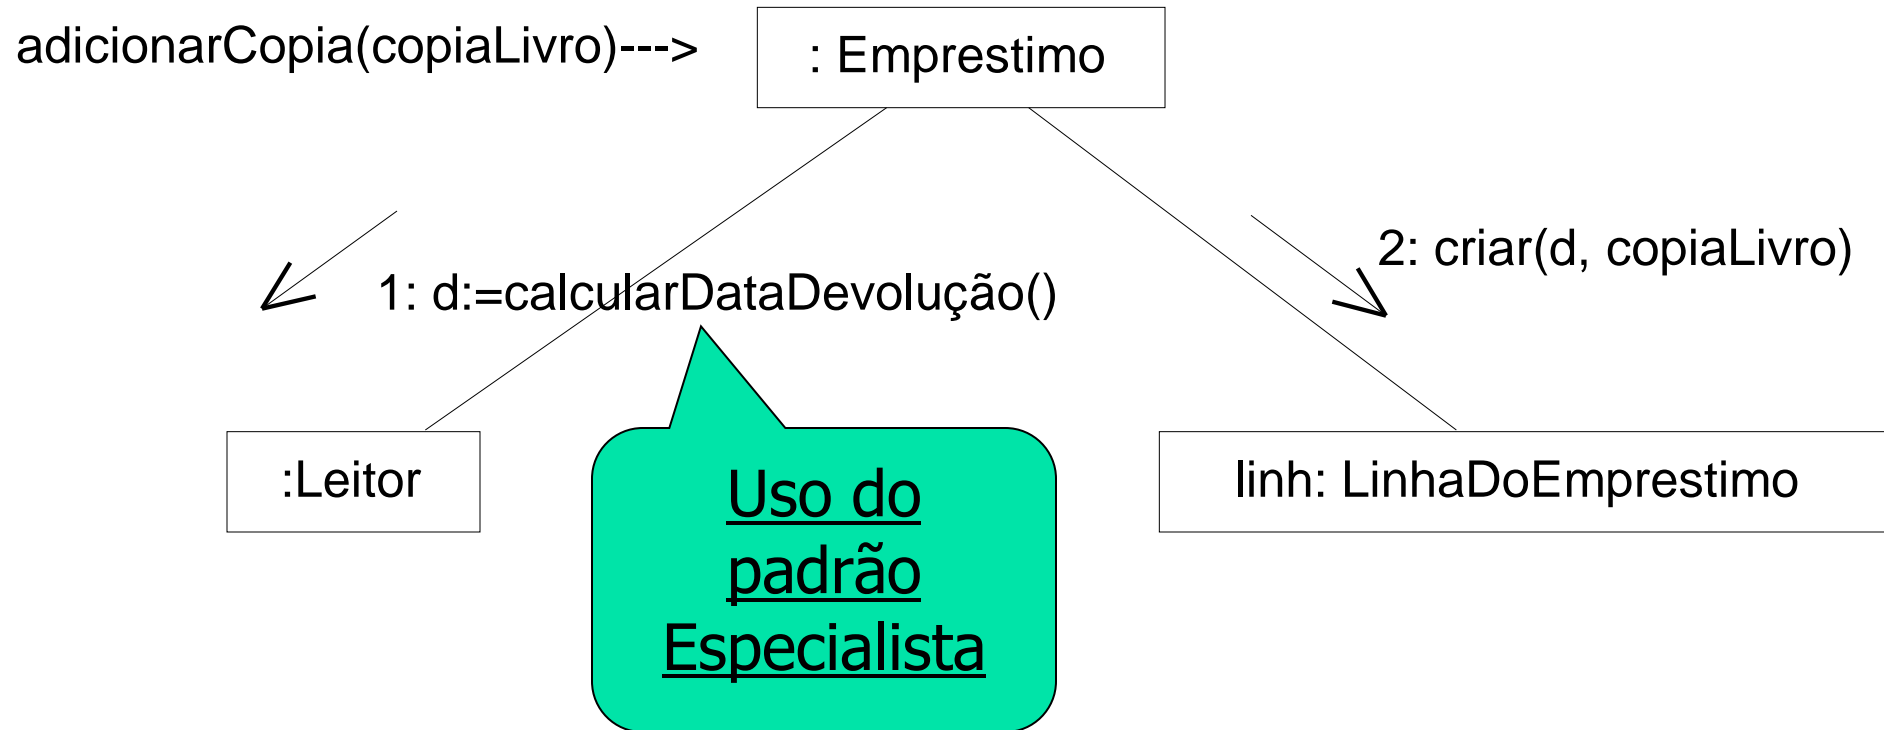 adicionarCopia(copiaLivro)--->
: Emprestimo
2: criar(d, copiaLivro)
1: d:=calcularDataDevolução()
:Leitor
linh: LinhaDoEmprestimo
Uso do
padrão
Especialista